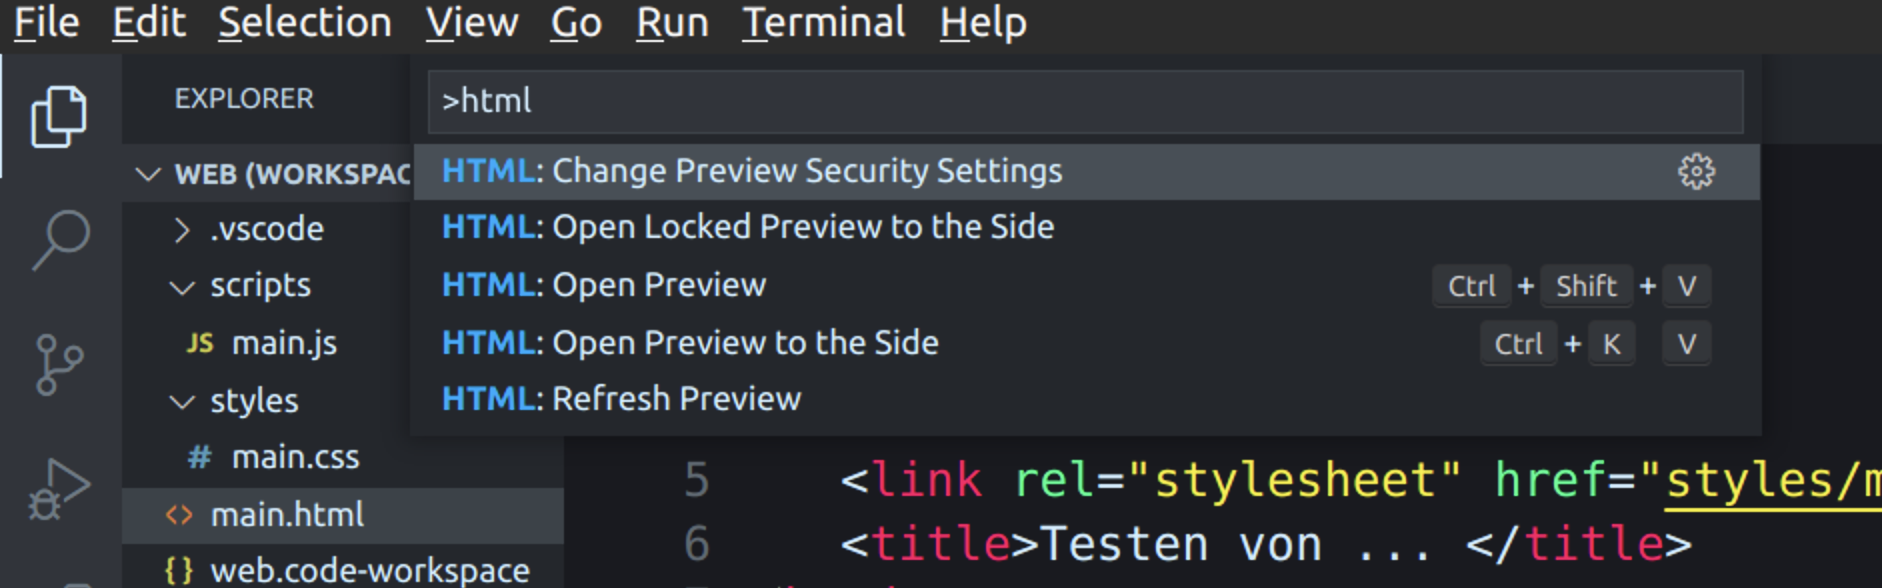 File Edit Selection View Go Run Terminal Help
EXPLORER
>html
WEB (WORKSPAC
HTML: Change Preview Security Settings
.vscode
HTML: Open Locked Preview to the Side
scripts
HTML: Open Preview Ctrl + Shift + V
JS main.js
HTML: Open Preview to the Side Ctrl + K V
styles
HTML: Refresh Preview
# main.css
5 <link rel="stylesheet" href="styles/m
<> main.html
6 <title>Testen von ... </title>
{} web.code-workspace